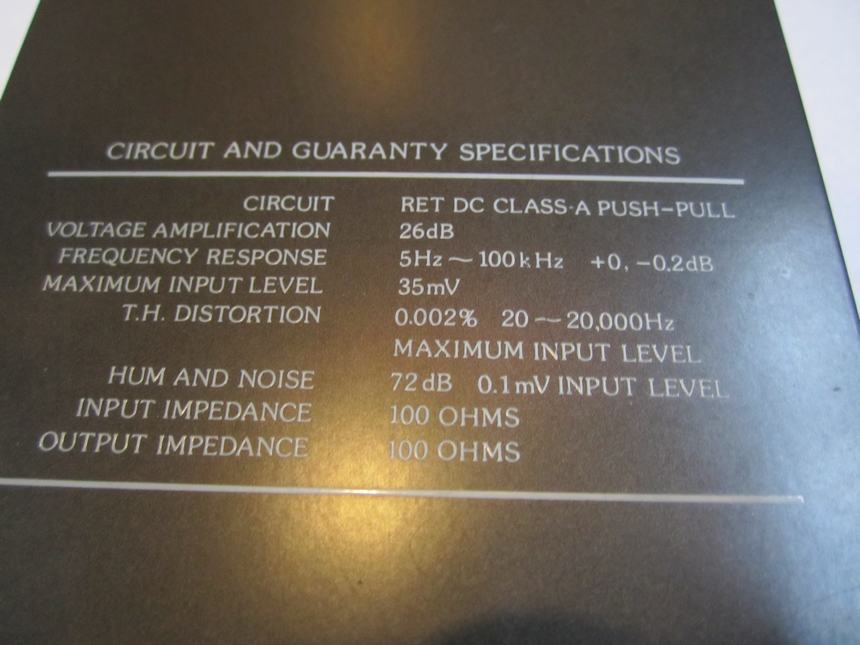 CIRCUIT AND GUARANTY SPECIFICATIONS
CIRCUIT RET DC CLASS·A PUSH-PULL
VOLTAGE AMPLIFICATION 26dB
FREQUENCY RESPONSE 5Hz ~ 100kHz +0, -0.2dB
MAXIMUM INPUT LEVEL 35mV
T.H. DISTORTION 0.002% 20 ~ 20,000Hz
MAXIMUM INPUT LEVEL
HUM AND NOISE 72dB 0.1mV INPUT LEVEL
INPUT IMPEDANCE 100 OHMS
OUTPUT IMPEDANCE 100 OHMS